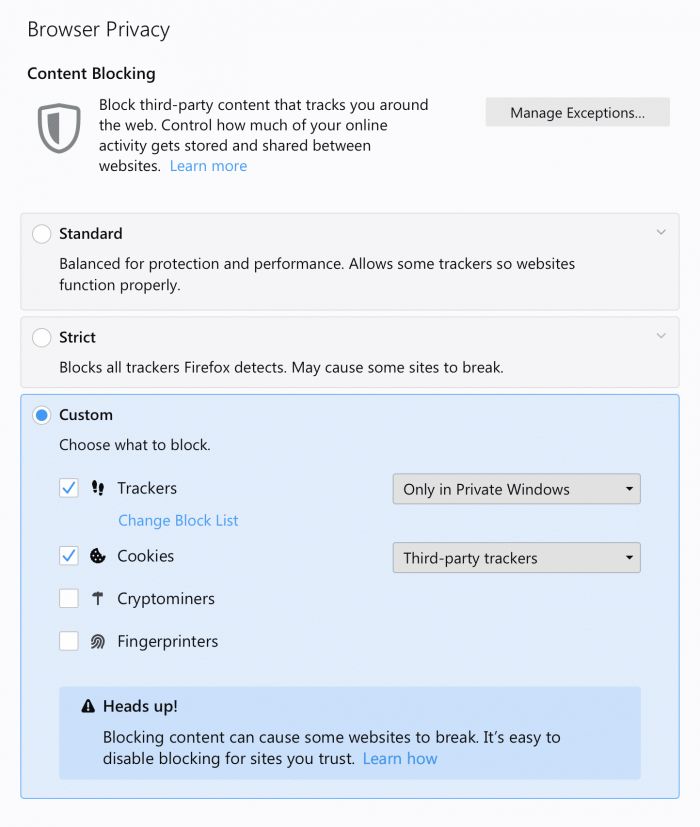 Browser Privacy
Content Blocking
Block third-party content that tracks you around
the web. Control how much of your online
activity gets stored and shared between
websites. Learn more
Manage Exceptions...
Standard
Balanced for protection and performance. Allows some trackers so websites
function properly.
Strict
Blocks all trackers Firefox detects. May cause some sites to break.
Custom
Choose what to block.
Trackers
Only in Private Windows
Change Block List
Cookies
Third-party trackers
Cryptominers
Fingerprinters
Heads up!
Blocking content can cause some websites to break. It’s easy to
disable blocking for sites you trust. Learn how